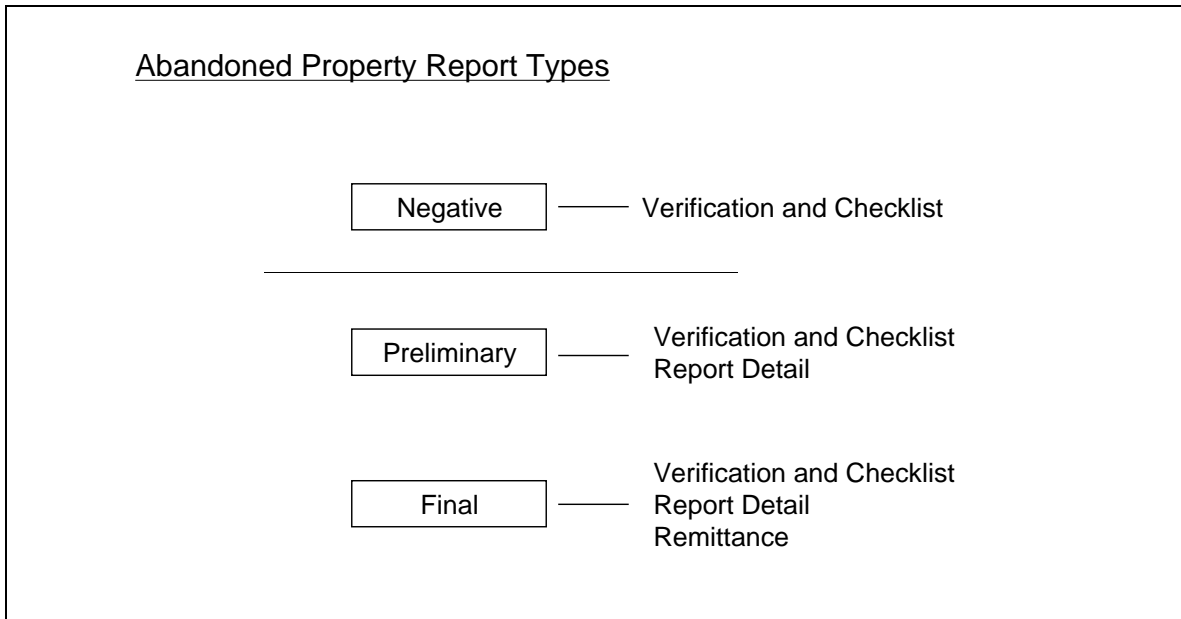 Abandoned Property Report Types
Negative
Verification and Checklist
Preliminary
Verification and Checklist
Report Detail
Final
Verification and Checklist
Report Detail
Remittance